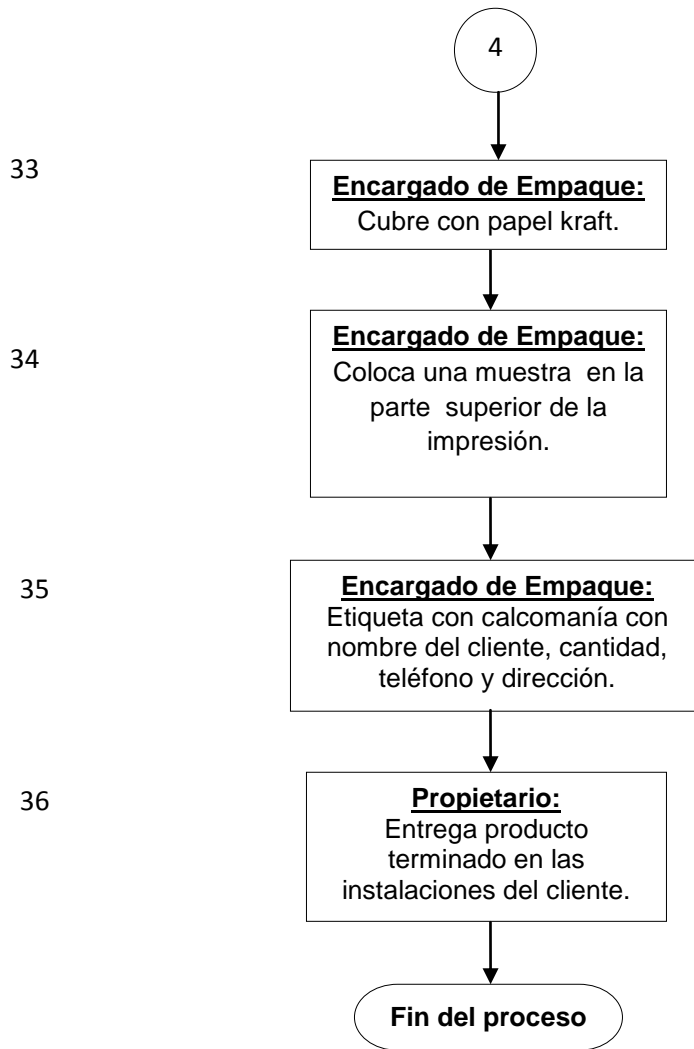 4
33
Encargado de Empaque:
Cubre con papel kraft.
34
Encargado de Empaque:
Coloca una muestra en la
parte superior de la
impresión.
35
Encargado de Empaque:
Etiqueta con calcomanía con
nombre del cliente, cantidad,
teléfono y dirección.
36
Propietario:
Entrega producto
terminado en las
instalaciones del cliente.
Fin del proceso